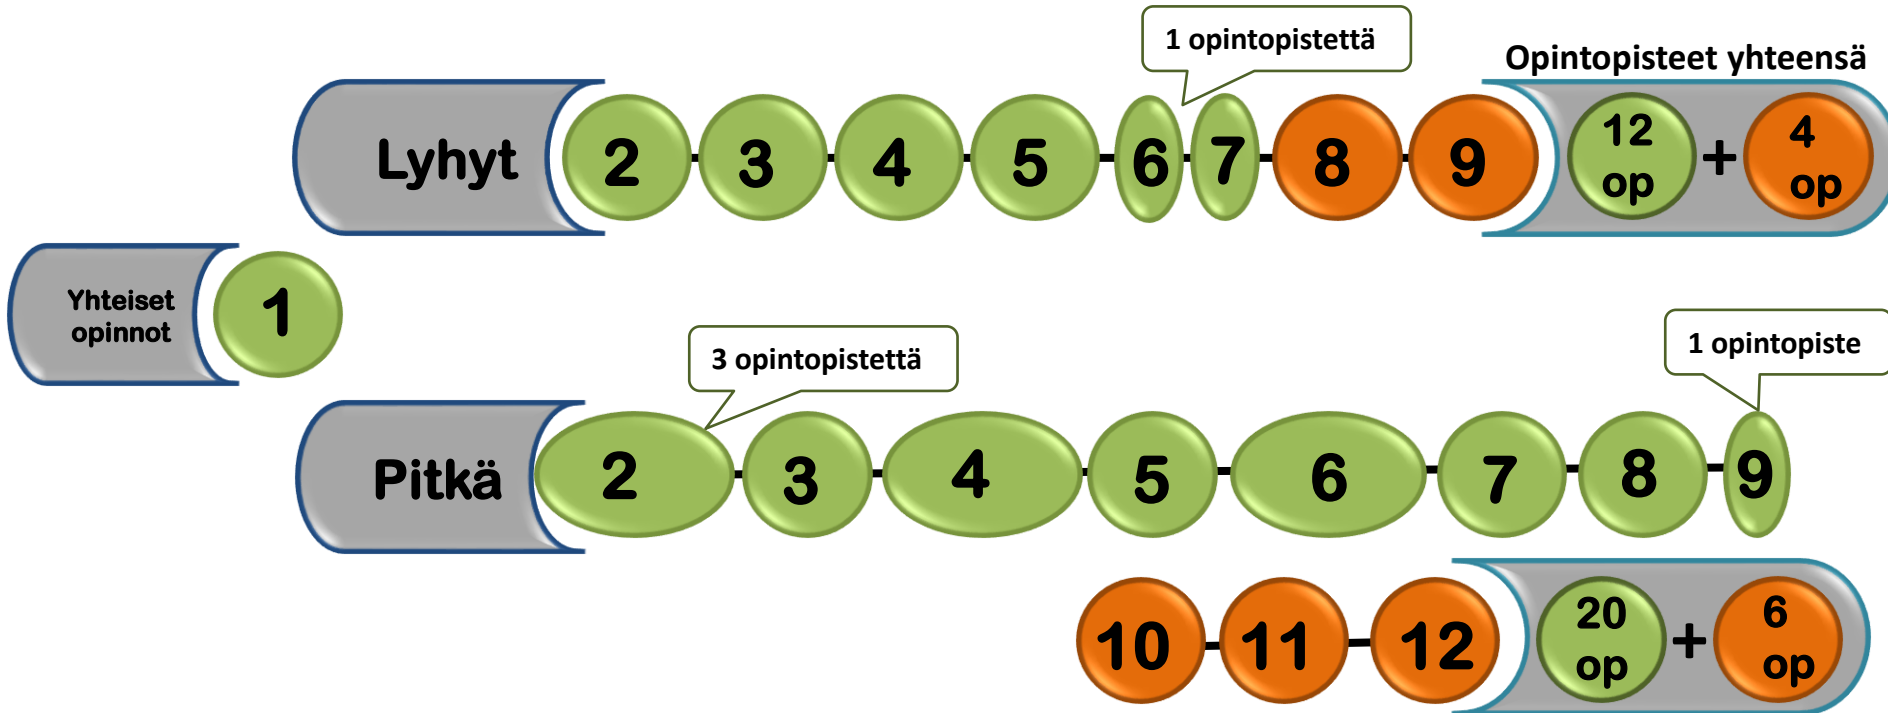 1 opintopistettä
Opintopisteet yhteensä
Lyhyt 2 3 4 5 6 7 8 9 12 op + 4 op
Yhteiset
opinnot
1
3 opintopistettä
1 opintopiste
Pitkä 2 3 4 5 6 7 8 9
10 11 12 20 op + 6 op